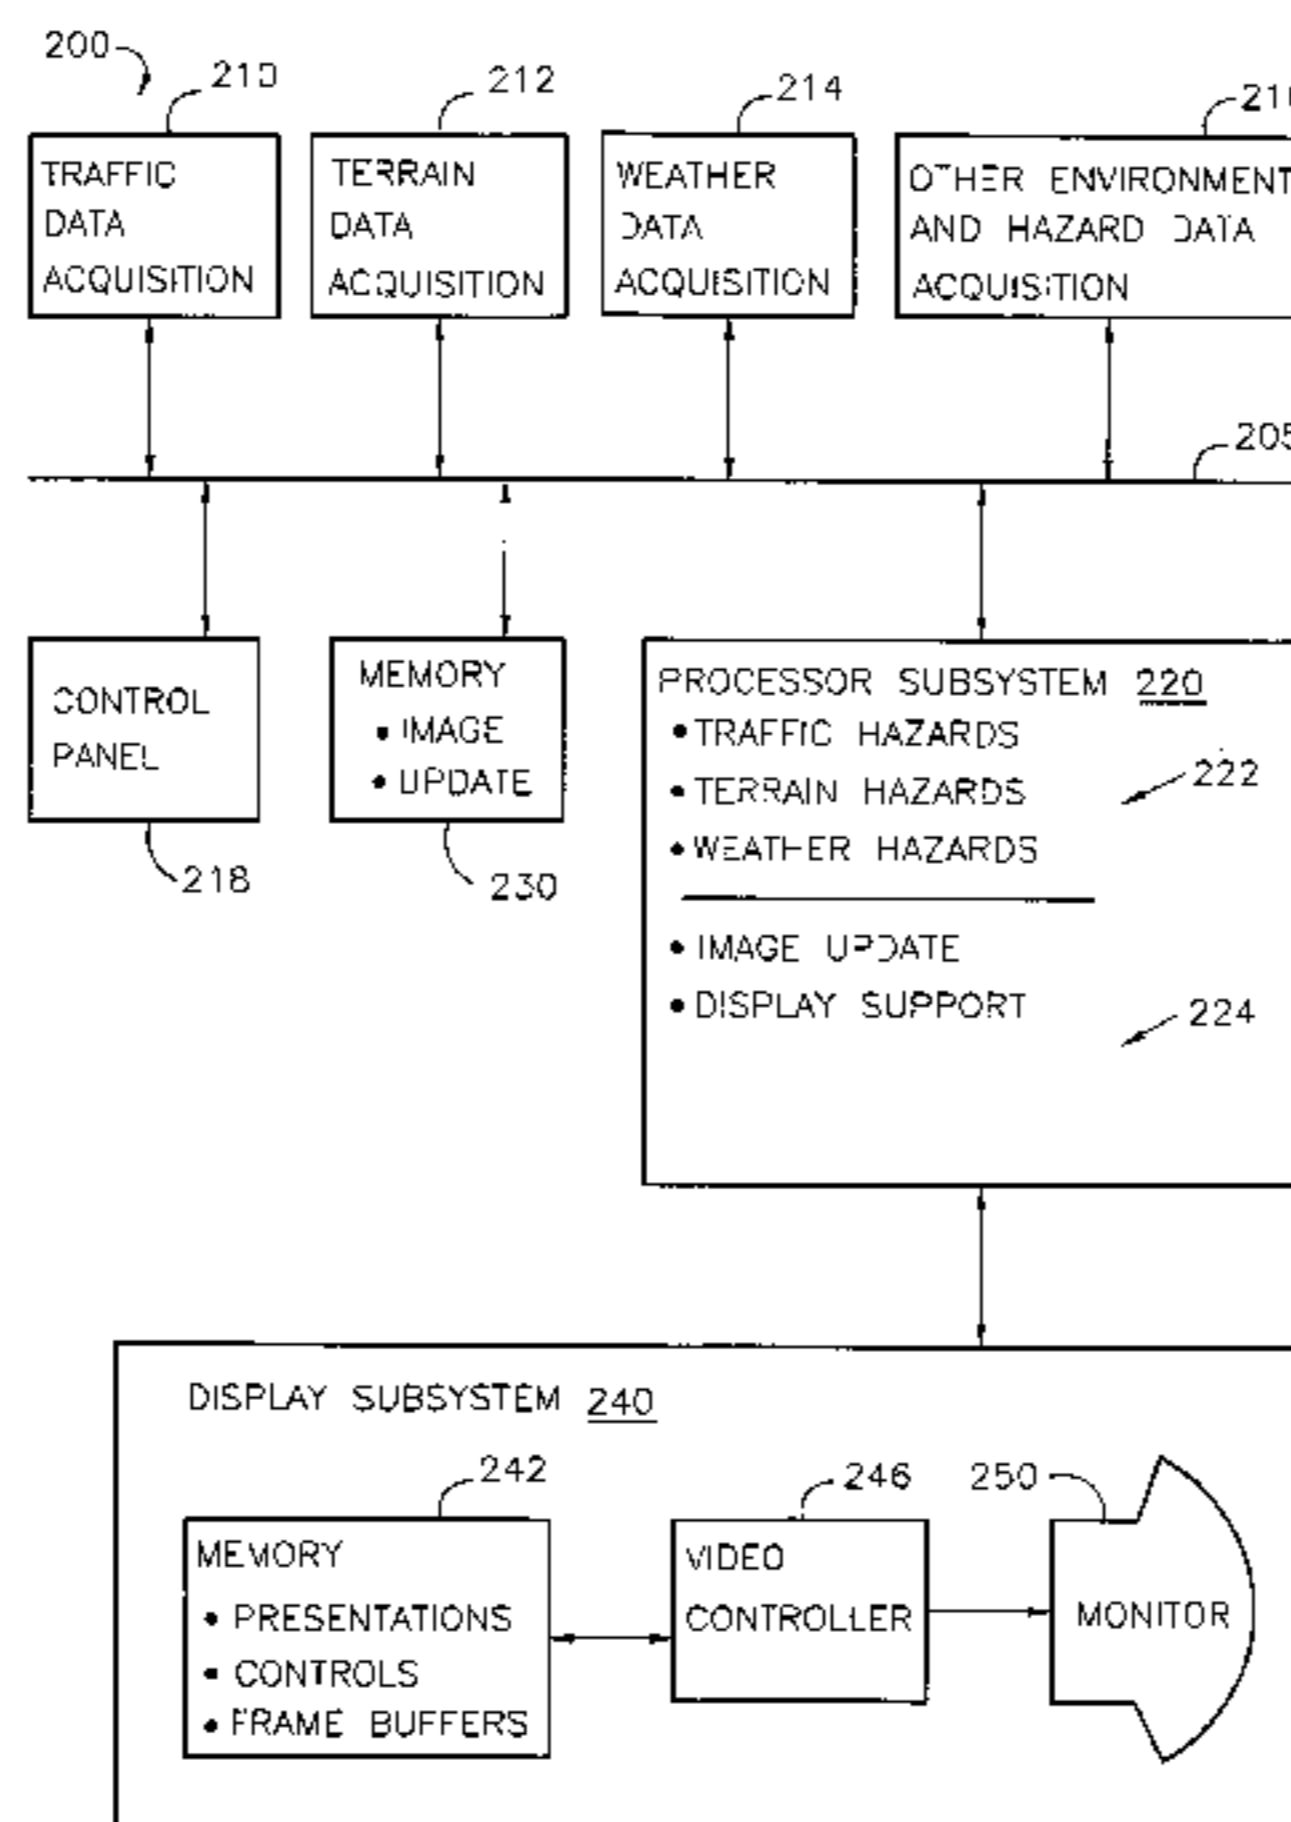 200
210
212
214
TRAFFIC
DATA
ACQUISITION
TERRAIN
DATA
ACQUISITION
WEATHER
DATA
ACQUISITION
OTHER ENVIRONMENT
AND HAZARD DATA
ACQUISITION
205
CONTROL
PANEL
218
MEMORY
• IMAGE
• UPDATE
230
PROCESSOR SUBSYSTEM 220
• TRAFFIC HAZARDS
• TERRAIN HAZARDS
• WEATHER HAZARDS
222
• IMAGE UPDATE
• DISPLAY SUPPORT
224
DISPLAY SUBSYSTEM 240
242
246
250
MEMORY
• PRESENTATIONS
• CONTROLS
• FRAME BUFFERS
VIDEO
CONTROLLER
MONITOR